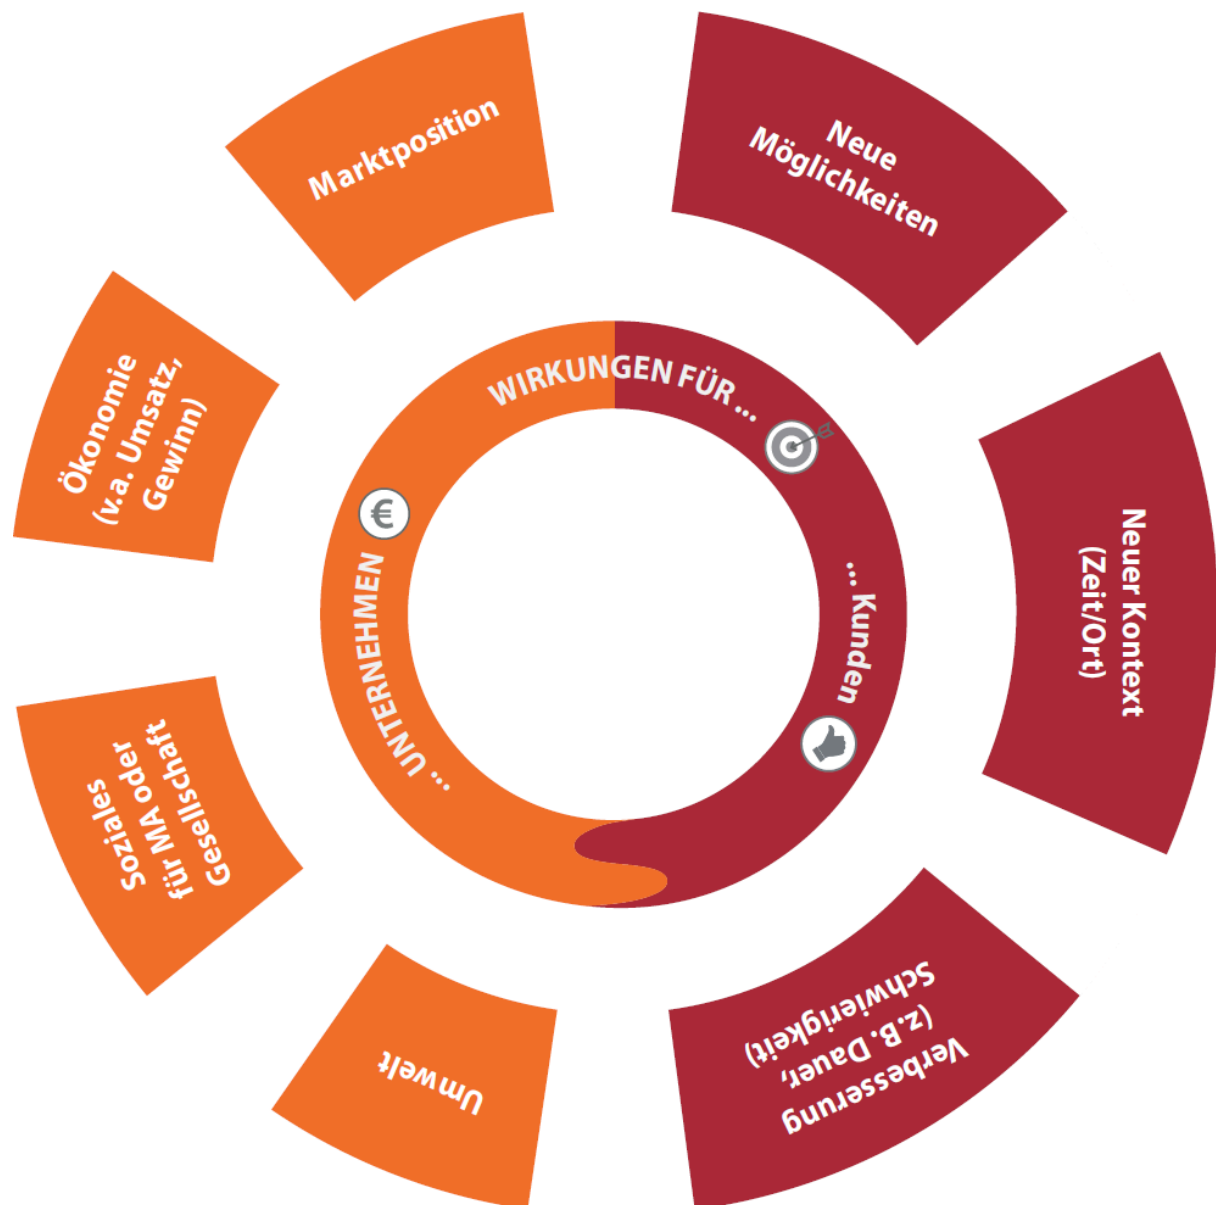 WIRKUNGEN FÜR ...
... Kunden
... UNTERNEHMEN
€
Neue
Möglichkeiten
Neuer Kontext
(Zeit/Ort)
Verbesserung
(z.B. Dauer,
Schwierigkeit)
Umwelt
Soziales
für MA oder
Gesellschaft
Ökonomie
(v.a. Umsatz,
Gewinn)
Marktposition